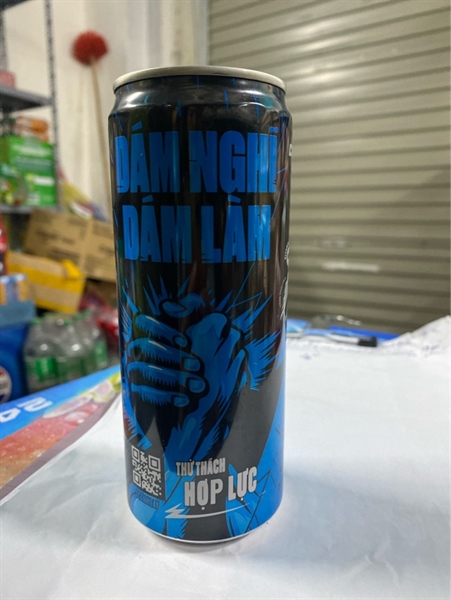 DÁM NGHĨ
DÁM LÀM
THỬ THÁCH
HỢP LỰC